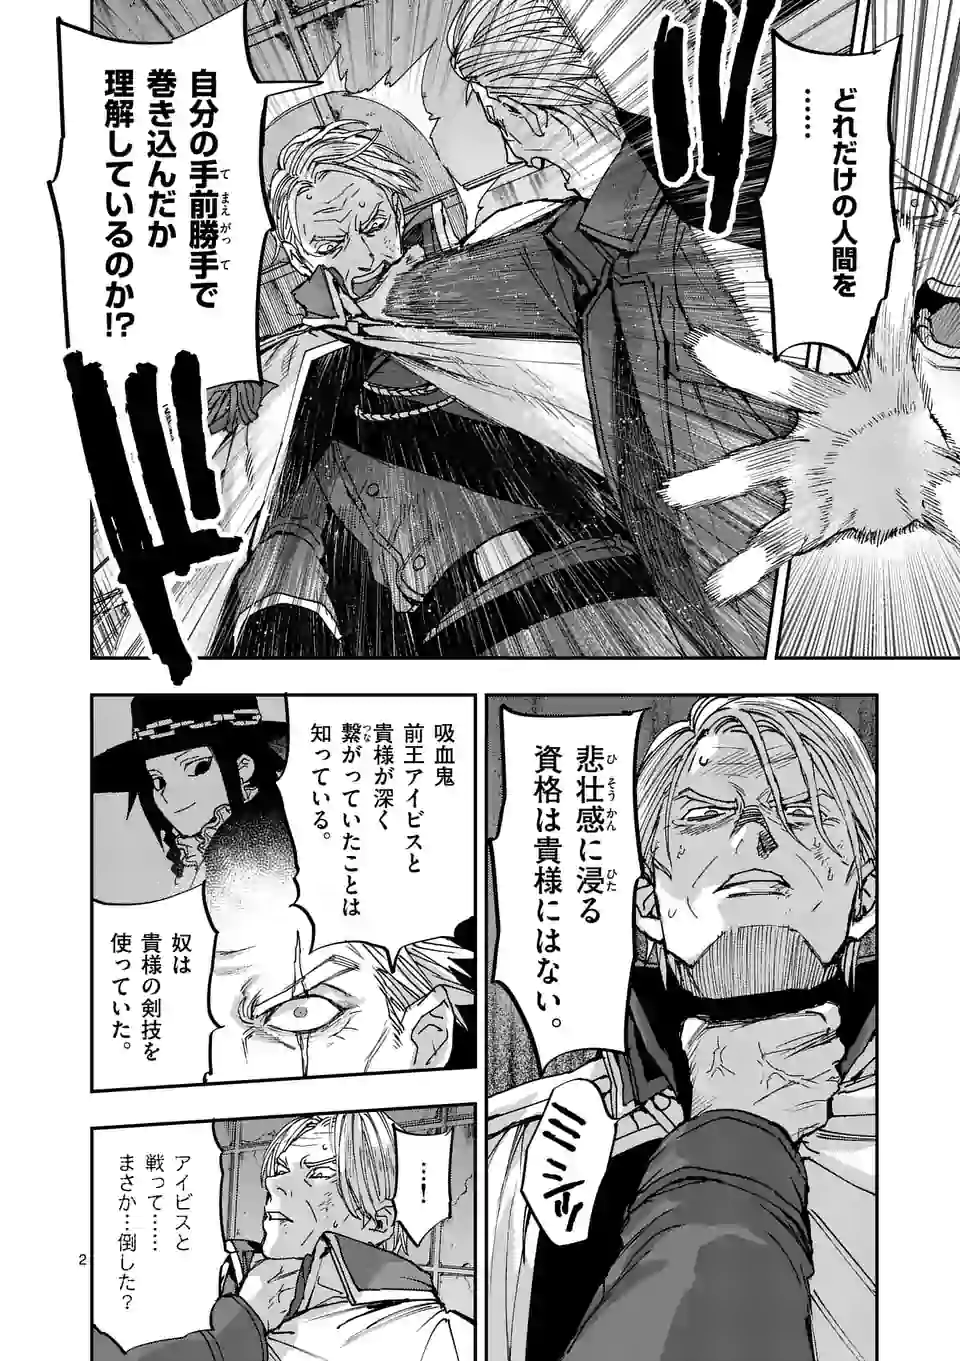 どれだけの人間を
……
自分の手前勝手で
巻き込んだか
理解しているのか!?
悲壮感に浸る
資格は貴様にはない。
ミシッ
吸血鬼
前王アイビスと
貴様が深く
繋がっていたことは
知っている。
奴は
貴様の剣技を
使っていた。
…!
アイビスと
戦って……
まさか…倒した?
2